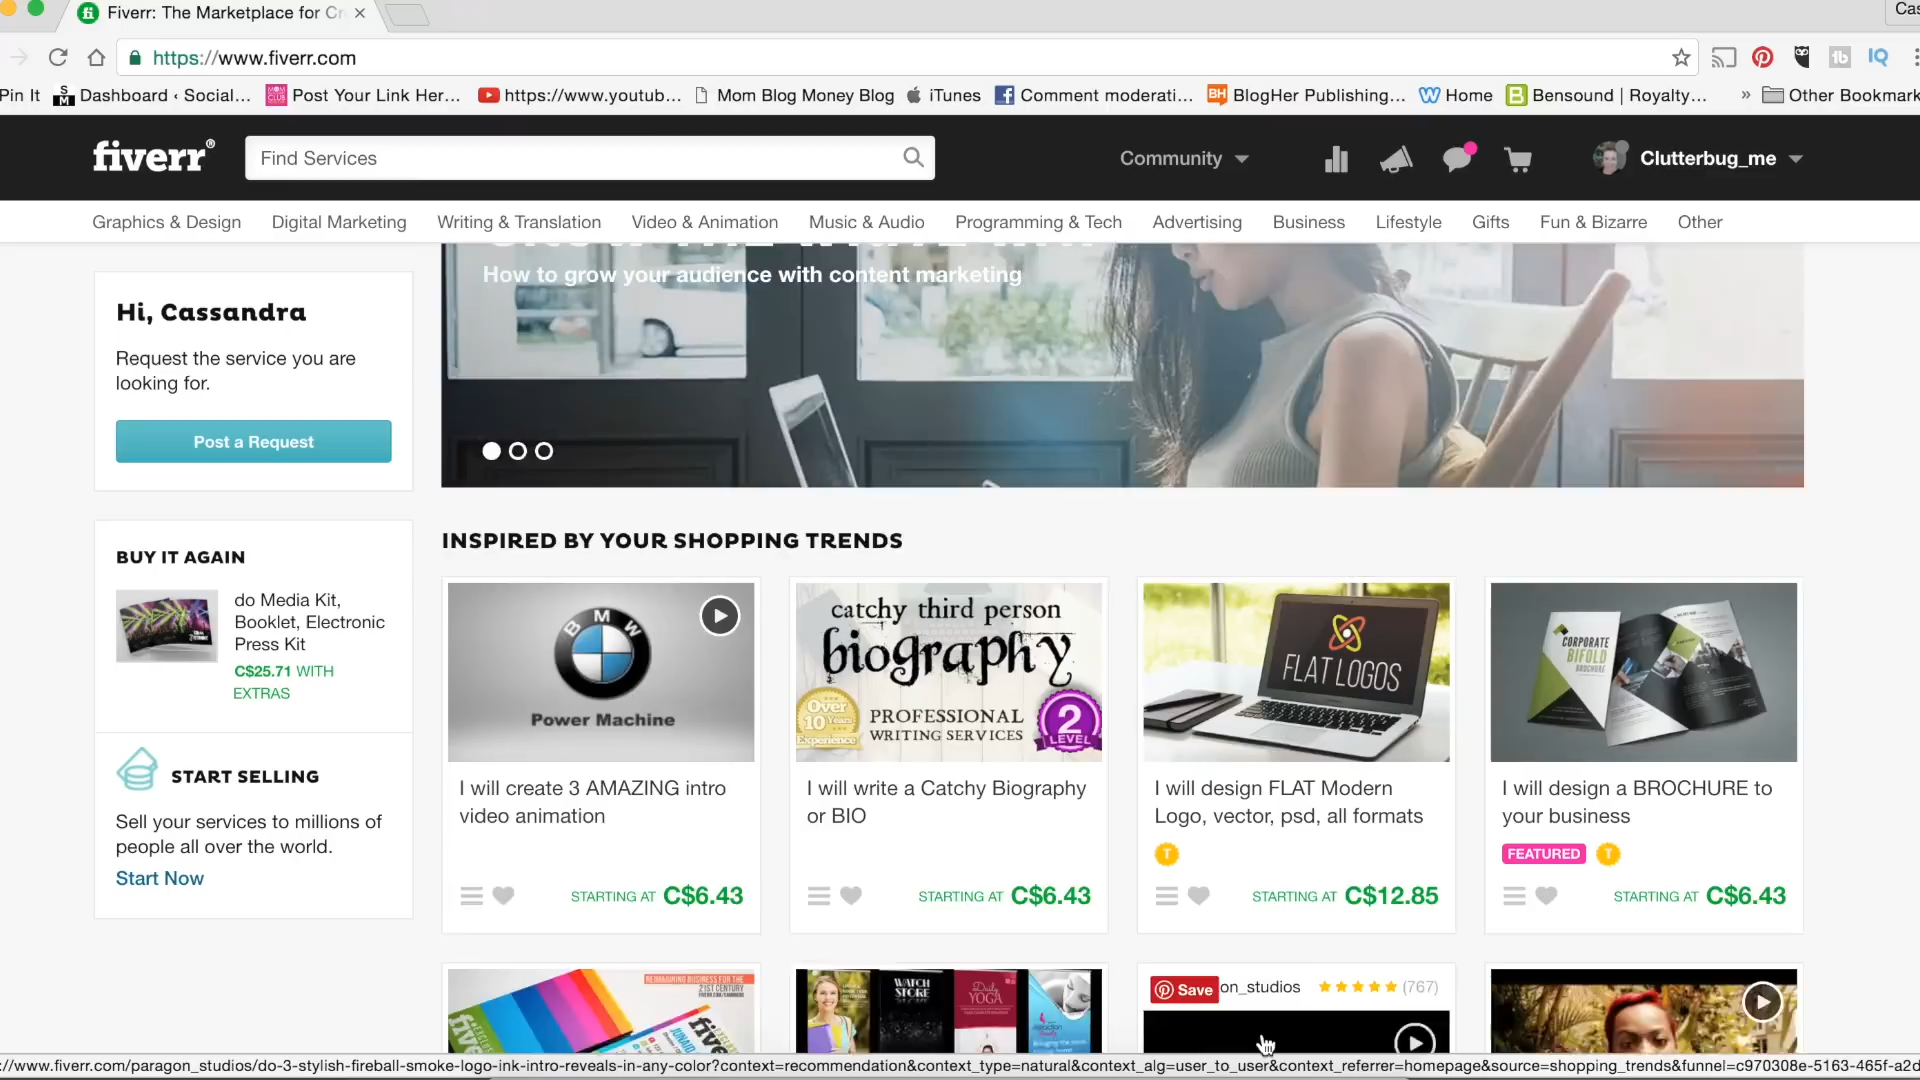 Fiverr: The Marketplace for Cr
Cas
https://www.fiverr.com
Pin It
Dashboard ‹ Social...
Post Your Link Her...
https://www.youtub...
Mom Blog Money Blog
iTunes
Comment moderati...
BlogHer Publishing...
Home
Bensound | Royalty...
» Other Bookmark
fiverr®
Find Services
Community
Clutterbug_me
Graphics & Design
Digital Marketing
Writing & Translation
Video & Animation
Music & Audio
Programming & Tech
Advertising
Business
Lifestyle
Gifts
Fun & Bizarre
Other
How to grow your audience with content marketing
Hi, Cassandra
Request the service you are
looking for.
Post a Request
BUY IT AGAIN
do Media Kit,
Booklet, Electronic
Press Kit
C$25.71 WITH
EXTRAS
START SELLING
Sell your services to millions of
people all over the world.
Start Now
INSPIRED BY YOUR SHOPPING TRENDS
BMW
Power Machine
I will create 3 AMAZING intro
video animation
STARTING AT C$6.43
catchy third person
biography
Over
10 Years
Experience
PROFESSIONAL
WRITING SERVICES
2
LEVEL
I will write a Catchy Biography
or BIO
STARTING AT C$6.43
FLAT LOGOS
I will design FLAT Modern
Logo, vector, psd, all formats
T
STARTING AT C$12.85
CORPORATE
BIFOLD
BROCHURE
I will design a BROCHURE to
your business
FEATURED T
STARTING AT C$6.43
REIMAGINING BUSINESS FOR THE
21ST CENTURY
WATCH
STORE
Daily
YOGA
Save
on_studios
(767)
://www.fiverr.com/paragon_studios/do-3-stylish-fireball-smoke-logo-ink-intro-reveals-in-any-color?context=recommendation&context_type=natural&context_alg=user_to_user&context_referrer=homepage&source=shopping_trends&funnel=c970308e-5163-465f-a2d